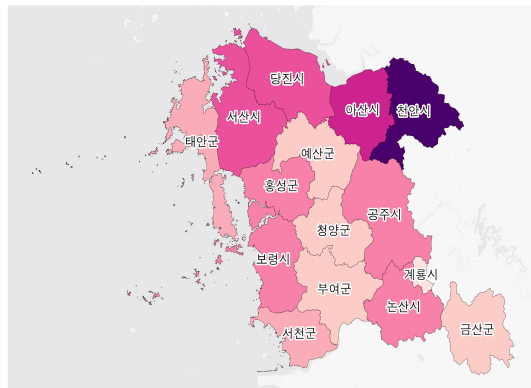 당진시
아산시
천안시
서산시
태안군
예산군
홍성군
공주시
청양군
보령시
계룡시
부여군
논산시
서천군
금산군